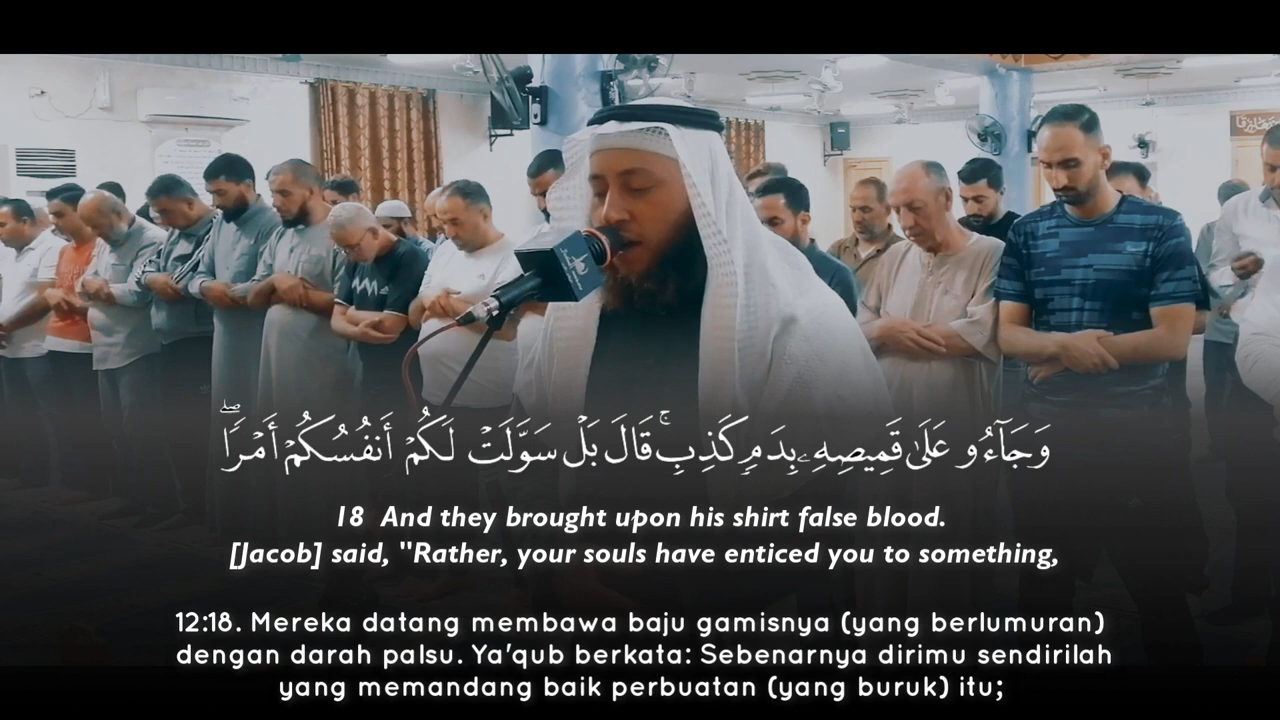 وَجَآءُو عَلَىٰ قَمِيصِهِۦ بِدَمٍۢ كَذِبٍۢ ۚ قَالَ بَلْ سَوَّلَتْ لَكُمْ أَنفُسُكُمْ أَمْرًۭا ۖ
18 And they brought upon his shirt false blood.
[Jacob] said, "Rather, your souls have enticed you to something,
12:18. Mereka datang membawa baju gamisnya (yang berlumuran)
dengan darah palsu. Ya'qub berkata: Sebenarnya dirimu sendirilah
yang memandang baik perbuatan (yang buruk) itu;